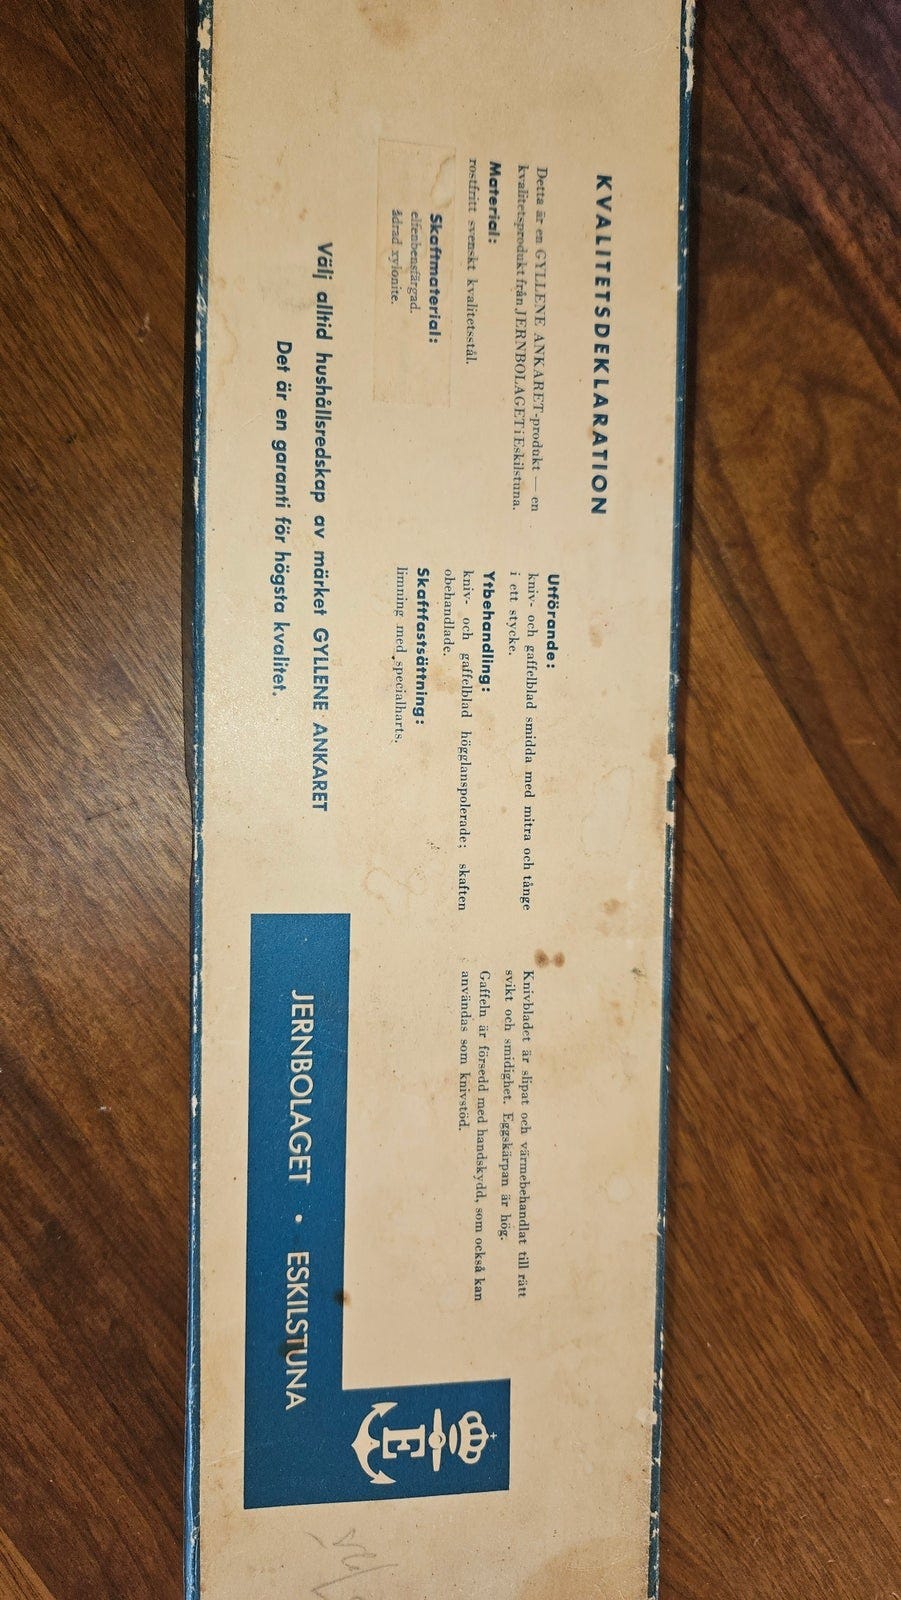 KVALITETSDEKLARATION
Detta är en GYLLENE ANKARET-produkt — en
kvalitetsprodukt från JERNBOLAGET i Eskilstuna.
Material:
rostfritt svenskt kvalitetsstål.
Skaftmaterial:
elfenbensfärgad.
ådrad xylonite.
Utförande:
kniv- och gaffelblad smidda med mitra och tånge
i ett stycke.
Ytbehandling:
kniv- och gaffelblad högglanspolerade; skaften
obehandlade.
Skaftfastsättning:
limning med specialharts.
Knivbladet är slipat och värmebehandlat till rätt
svikt och smidighet. Eggskärpan är hög.
Gaffeln är försedd med handskydd, som också kan
användas som knivstöd.
Välj alltid hushållsredskap av märket GYLLENE ANKARET
Det är en garanti för högsta kvalitet.
JERNBOLAGET • ESKILSTUNA
E